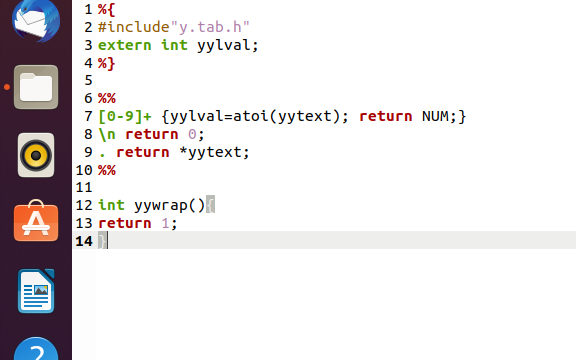 1 %{
2 #include"y.tab.h"
3 extern int yylval;
4 %}
5
6 %%
7 [0-9]+ {yylval=atoi(yytext); return NUM;}
8 \n return 0;
9 . return *yytext;
10 %%
11
12 int yywrap(){
13 return 1;
14 }